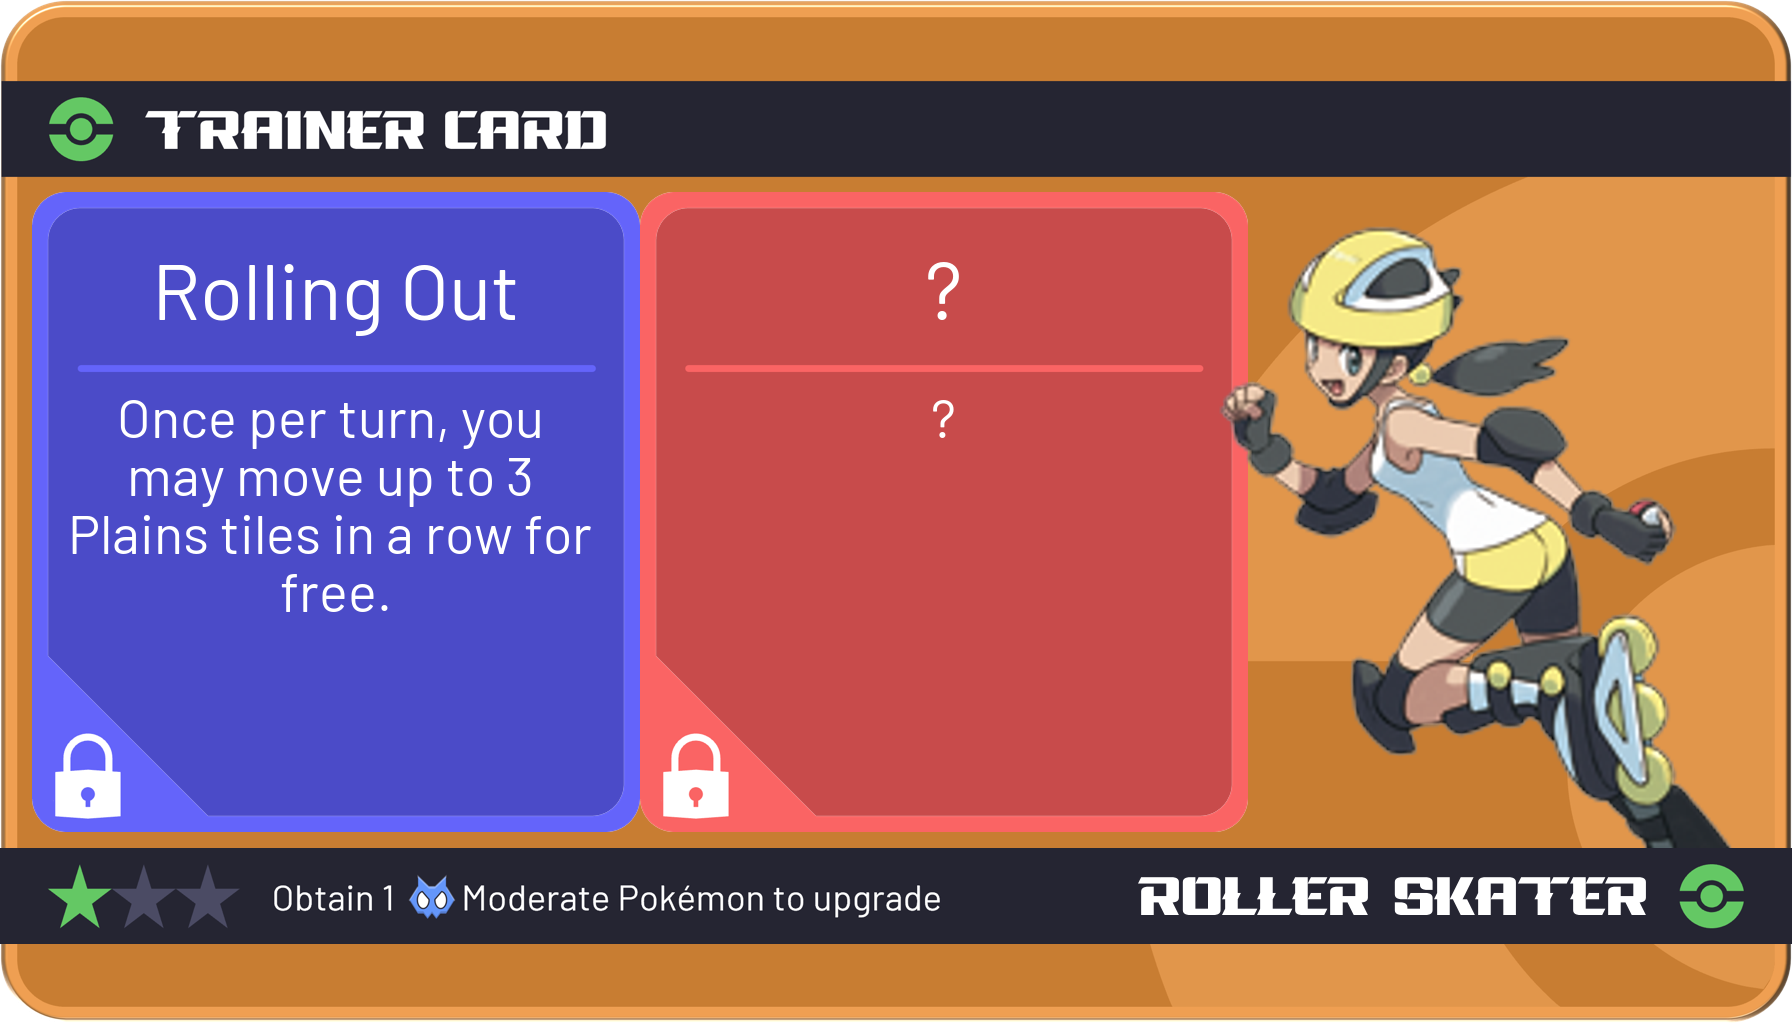 TRAINER CARD
Rolling Out
Once per turn, you
may move up to 3
Plains tiles in a row for
free.
?
?
Obtain 1 Moderate Pokémon to upgrade
ROLLER SKATER